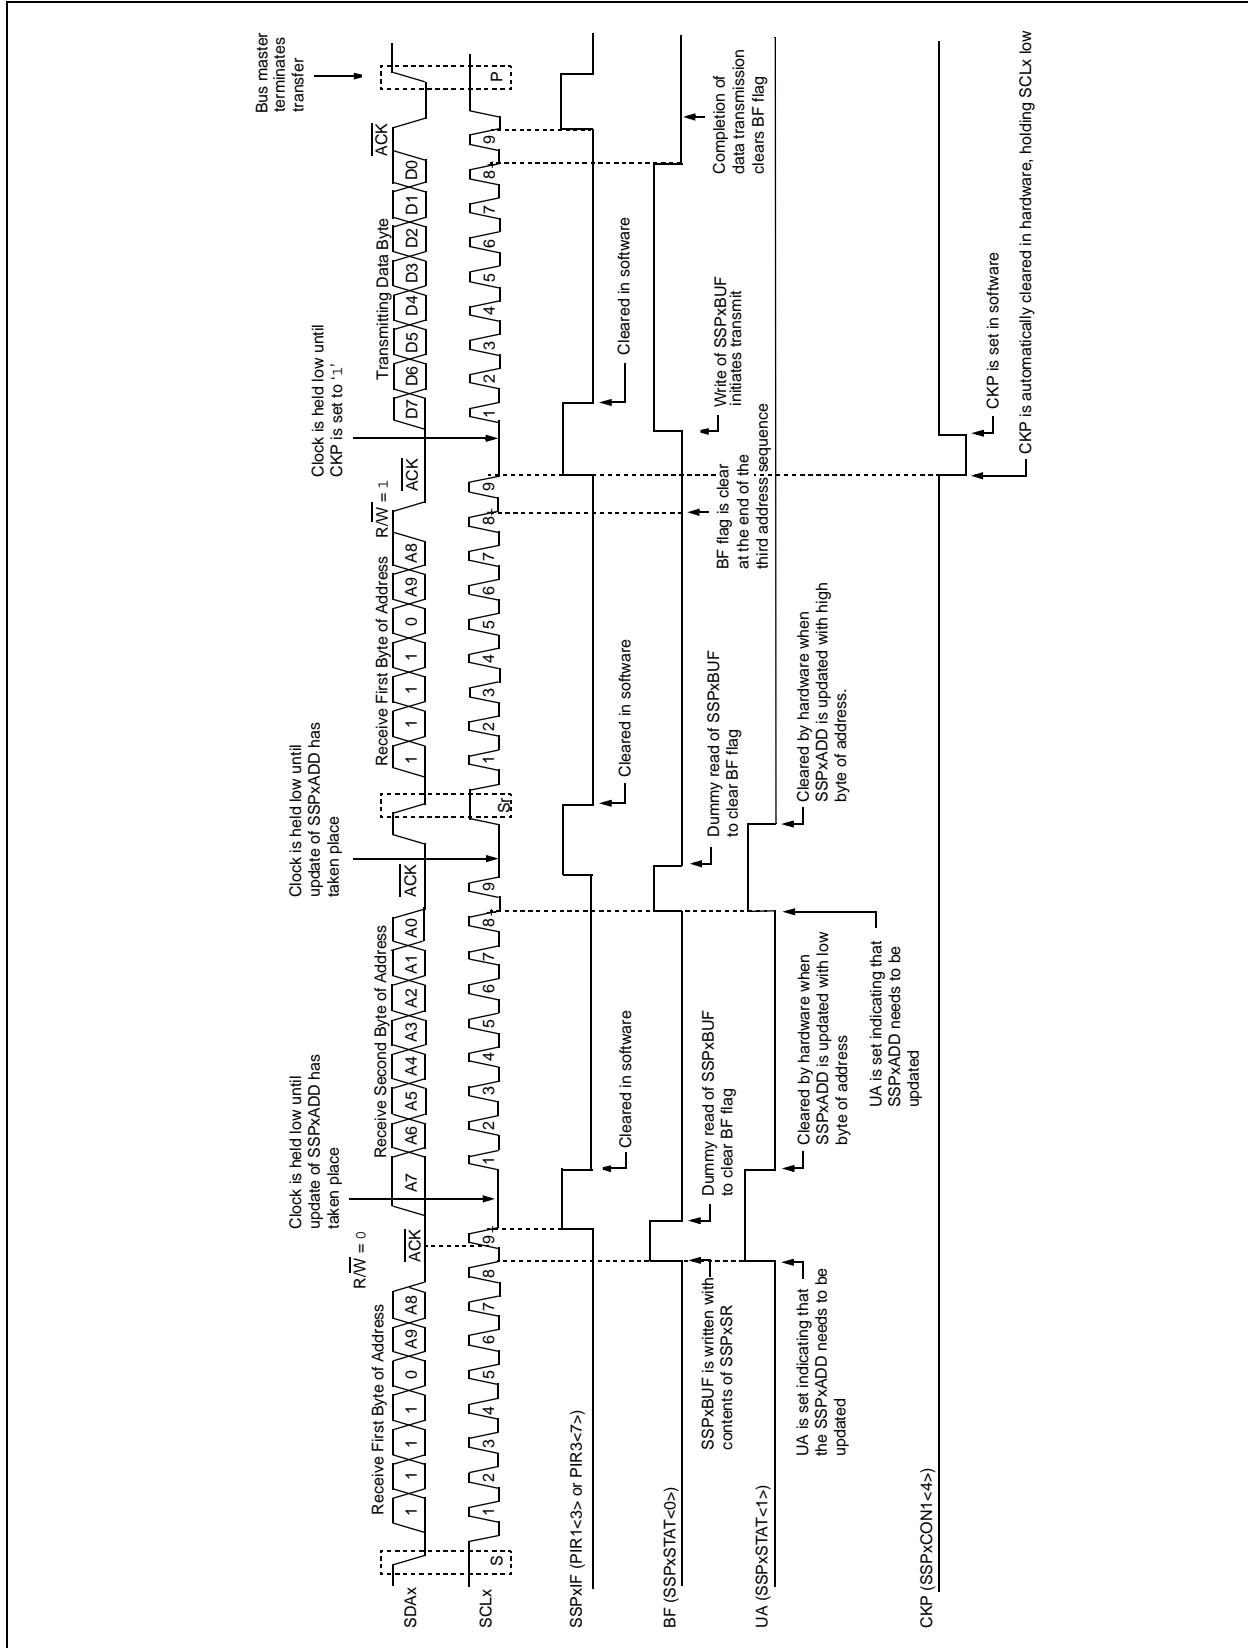 Bus master
terminates
transfer
Clock is held low until
CKP is set to ‘1’
Clock is held low until
update of SSPxADD has
taken place
Clock is held low until
update of SSPxADD has
taken place
R/W = 0
R/W = 1
Receive First Byte of Address
ACK
Receive Second Byte of Address
ACK
Receive First Byte of Address
ACK
Transmitting Data Byte
ACK
SDAx
1 1 1 1 0 A9 A8 A7 A6 A5 A4 A3 A2 A1 A0 1 1 1 1 0 A9 A8 D7 D6 D5 D4 D3 D2 D1 D0
SCLx
S 1 2 3 4 5 6 7 8 9 1 2 3 4 5 6 7 8 9 Sr 1 2 3 4 5 6 7 8 9 1 2 3 4 5 6 7 8 9 P
SSPxIF (PIR1<3> or PIR3<7>)
Cleared in software
Cleared in software
Cleared in software
BF (SSPxSTAT<0>)
SSPxBUF is written with
contents of SSPxSR
Dummy read of SSPxBUF
to clear BF flag
Dummy read of SSPxBUF
to clear BF flag
BF flag is clear
at the end of the
third address sequence
Write of SSPxBUF
initiates transmit
Completion of
data transmission
clears BF flag
UA (SSPxSTAT<1>)
UA is set indicating that
the SSPxADD needs to be
updated
Cleared by hardware when
SSPxADD is updated with low
byte of address
UA is set indicating that
SSPxADD needs to be
updated
Cleared by hardware when
SSPxADD is updated with high
byte of address.
CKP (SSPxCON1<4>)
CKP is set in software
CKP is automatically cleared in hardware, holding SCLx low